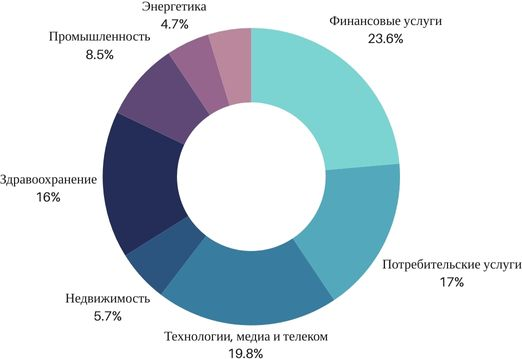 Энергетика
4.7%
Финансовые услуги
23.6%
Промышленность
8.5%
Здравоохранение
16%
Потребительские услуги
17%
Недвижимость
5.7%
Технологии, медиа и телеком
19.8%